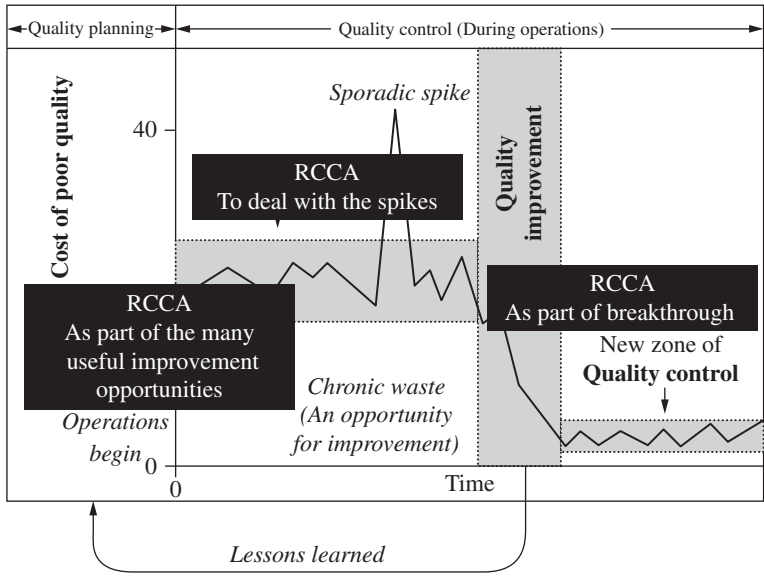 Quality planning
Quality control (During operations)
Cost of poor quality
40
0
Sporadic spike
RCCA
To deal with the spikes
Quality
improvement
RCCA
As part of the many
useful improvement
opportunities
RCCA
As part of breakthrough
New zone of
Quality control
Chronic waste
(An opportunity
for improvement)
Operations
begin
0
Time
Lessons learned